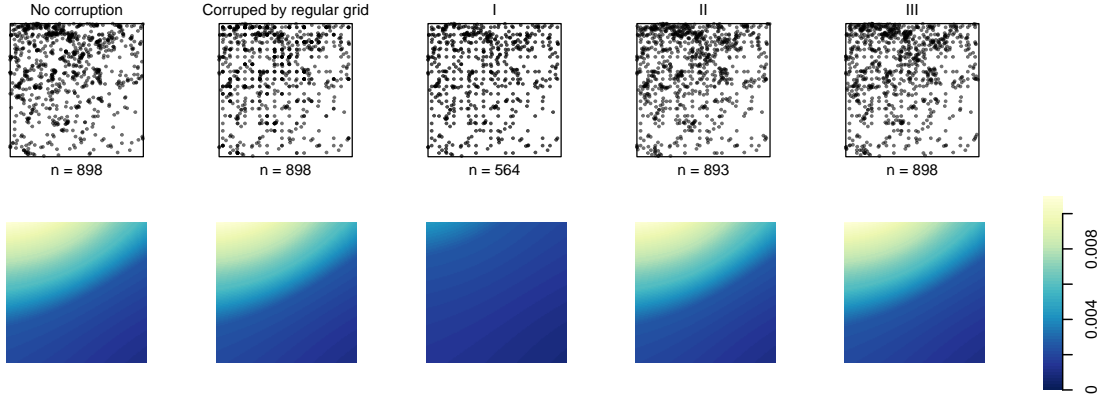 No corruption
Corruped by regular grid
I
II
III
n = 898
n = 898
n = 564
n = 893
n = 898
0.008
0.004
0